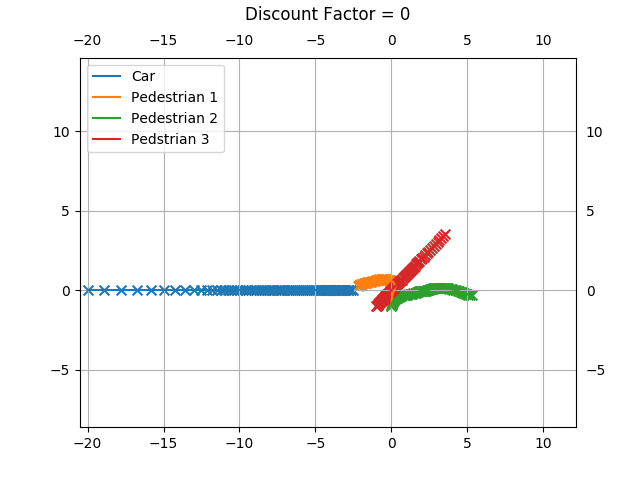 Discount Factor = 0
−20 −15 −10 −5 0 5 10
Car
Pedestrian 1
Pedestrian 2
Pedstrian 3
10 10
5 5
0 0
−5 −5
−20 −15 −10 −5 0 5 10